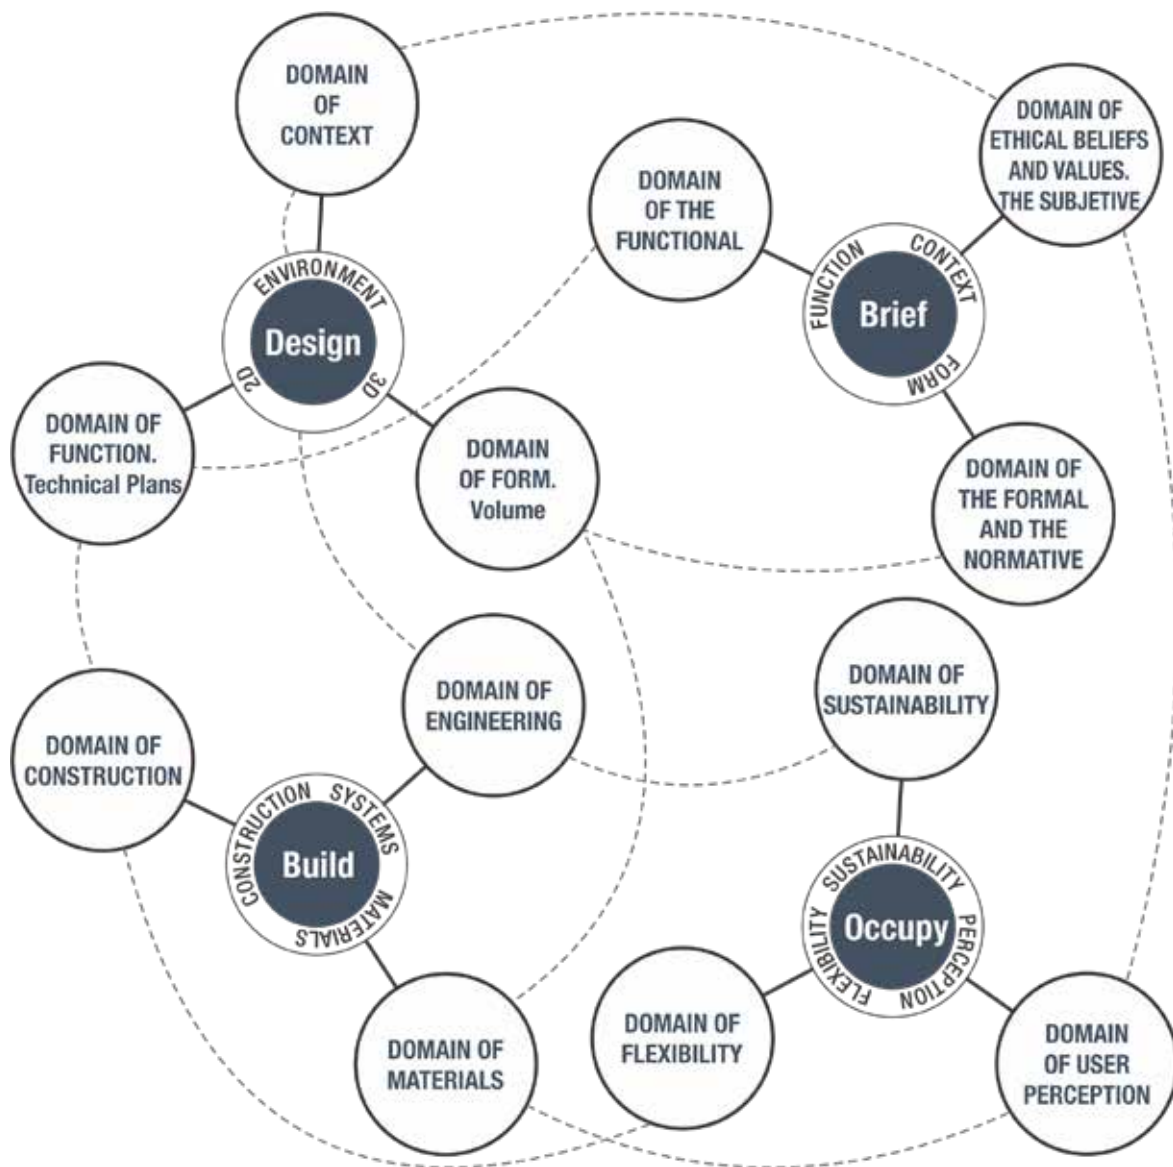 DOMAIN
OF
CONTEXT
ENVIRONMENT
2D
3D
Design
DOMAIN OF
FUNCTION.
Technical Plans
DOMAIN
OF FORM.
Volume
DOMAIN
OF THE
FUNCTIONAL
DOMAIN OF
ETHICAL BELIEFS
AND VALUES.
THE SUBJETIVE
FUNCTION
CONTEXT
FORM
Brief
DOMAIN OF
THE FORMAL
AND THE
NORMATIVE
DOMAIN OF
CONSTRUCTION
DOMAIN OF
ENGINEERING
CONSTRUCTION
SYSTEMS
MATERIALS
Build
DOMAIN OF
MATERIALS
DOMAIN OF
SUSTAINABILITY
SUSTAINABILITY
PERCEPTION
FLEXIBILITY
Occupy
DOMAIN OF
FLEXIBILITY
DOMAIN
OF USER
PERCEPTION